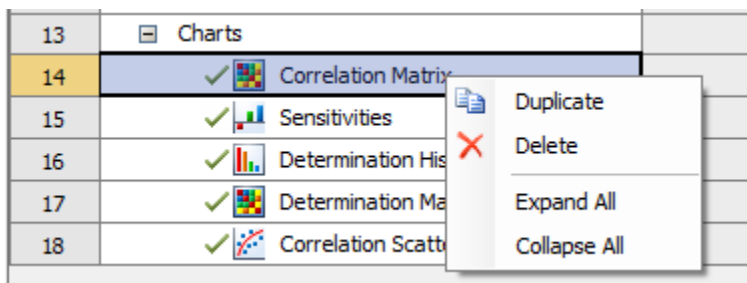 13 Charts
14 Correlation Matrix
15 Sensitivities
16 Determination His
17 Determination Ma
18 Correlation Scatte
Duplicate
Delete
Expand All
Collapse All